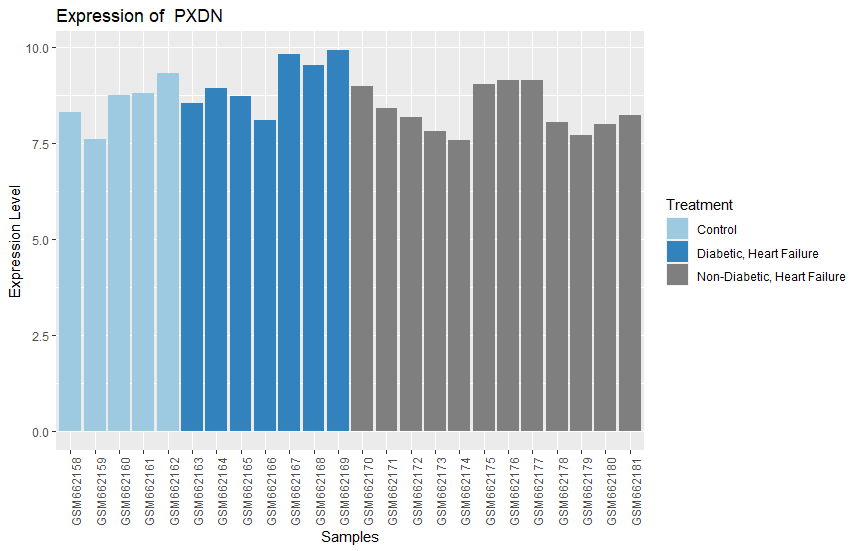 Expression of  PXDN
Expression Level
10.0
7.5
5.0
2.5
0.0
GSM662158
GSM662159
GSM662160
GSM662161
GSM662162
GSM662163
GSM662164
GSM662165
GSM662166
GSM662167
GSM662168
GSM662169
GSM662170
GSM662171
GSM662172
GSM662173
GSM662174
GSM662175
GSM662176
GSM662177
GSM662178
GSM662179
GSM662180
GSM662181
Samples
Treatment
Control
Diabetic, Heart Failure
Non-Diabetic, Heart Failure